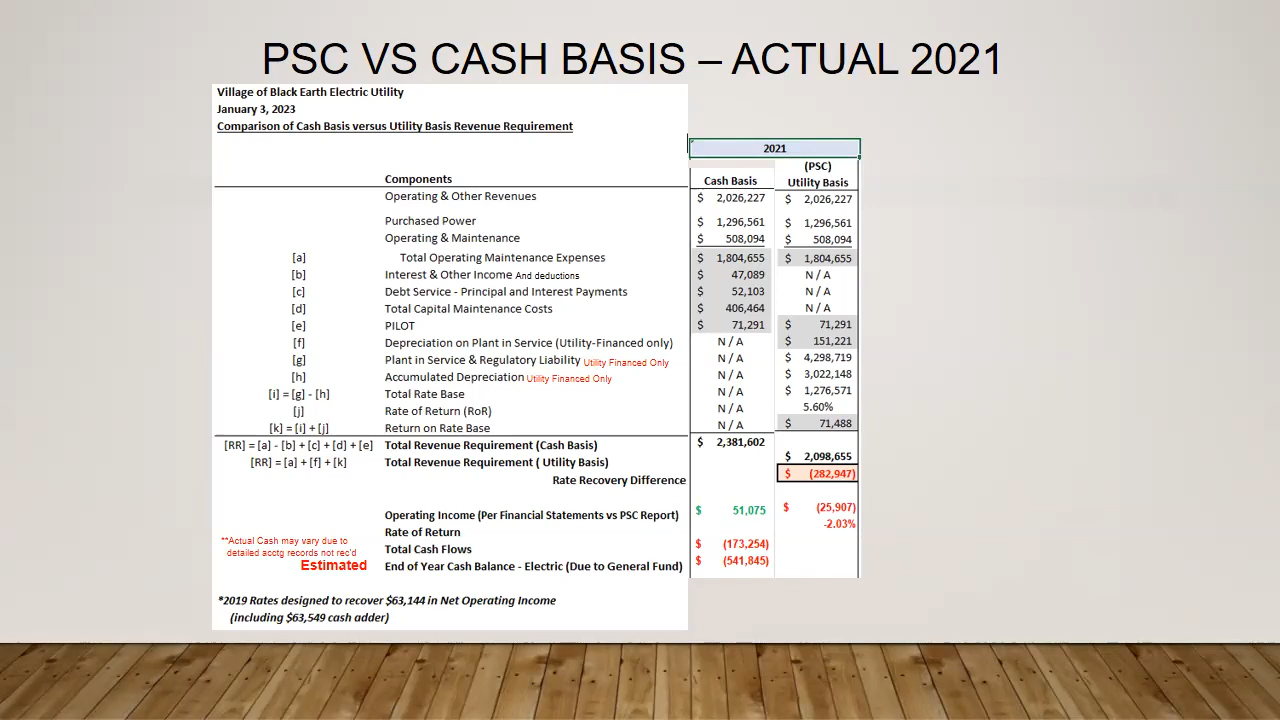 PSC VS CASH BASIS – ACTUAL 2021
Village of Black Earth Electric Utility
January 3, 2023
Comparison of Cash Basis versus Utility Basis Revenue Requirement
2021
(PSC)
Components Cash Basis Utility Basis
Operating & Other Revenues $ 2,026,227 $ 2,026,227
Purchased Power $ 1,296,561 $ 1,296,561
Operating & Maintenance $ 508,094 $ 508,094
[a] Total Operating Maintenance Expenses $ 1,804,655 $ 1,804,655
[b] Interest & Other Income And deductions $ 47,089 N / A
[c] Debt Service - Principal and Interest Payments $ 52,103 N / A
[d] Total Capital Maintenance Costs $ 406,464 N / A
[e] PILOT $ 71,291 $ 71,291
[f] Depreciation on Plant in Service (Utility-Financed only) N / A $ 151,221
[g] Plant in Service & Regulatory Liability Utility Financed Only N / A $ 4,298,719
[h] Accumulated Depreciation Utility Financed Only N / A $ 3,022,148
[i] = [g] - [h] Total Rate Base N / A $ 1,276,571
[j] Rate of Return (RoR) N / A 5.60%
[k] = [i] + [j] Return on Rate Base N / A $ 71,488
[RR] = [a] - [b] + [c] + [d] + [e] Total Revenue Requirement (Cash Basis) $ 2,381,602
[RR] = [a] + [f] + [k] Total Revenue Requirement ( Utility Basis) $ 2,098,655
Rate Recovery Difference $ (282,947)
Operating Income (Per Financial Statements vs PSC Report) $ 51,075 $ (25,907)
Rate of Return -2.03%
**Actual Cash may vary due to
detailed acctg records not rec'd
Estimated
Total Cash Flows $ (173,254)
End of Year Cash Balance - Electric (Due to General Fund) $ (541,845)
*2019 Rates designed to recover $63,144 in Net Operating Income
(including $63,549 cash adder)